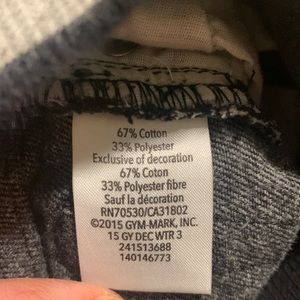 67% Cotton
33% Polyester
Exclusive of decoration
67% Coton
33% Polyester fibre
Sauf la décoration
RN70530/CA31802
©2015 GYM-MARK, INC.
15 GY DEC WTR 3
241513688
140146773